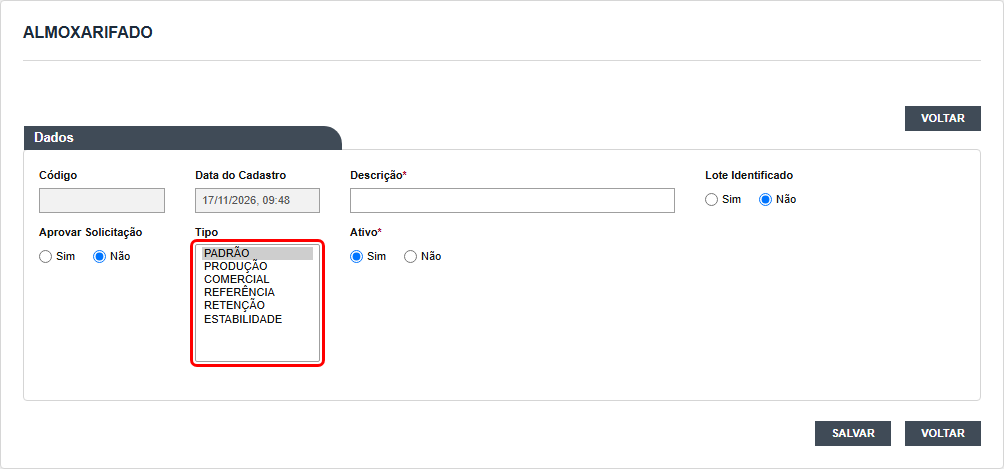 ALMOXARIFADO
VOLTAR
Dados
Código Data do Cadastro Descrição* Lote Identificado
17/11/2026, 09:48 Sim Não
Aprovar Solicitação Tipo Ativo*
Sim Não PADRÃO Sim Não
PRODUÇÃO
COMERCIAL
REFERÊNCIA
RETENÇÃO
ESTABILIDADE
SALVAR VOLTAR